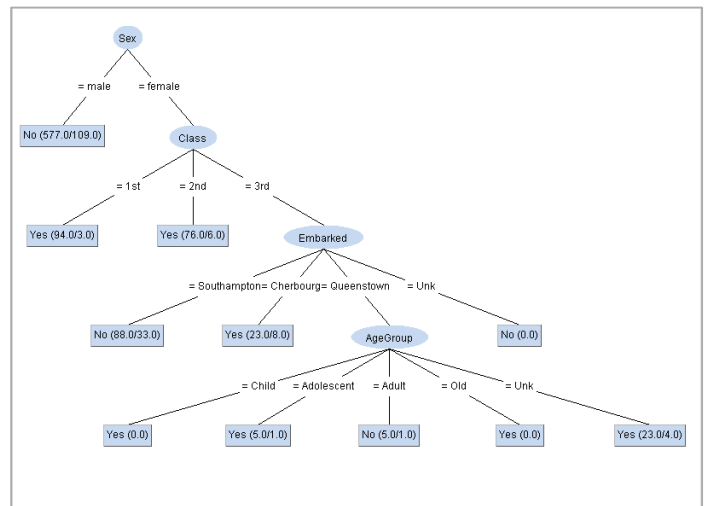 Sex
= male = female
No (577.0/109.0)
Class
= 1st = 2nd = 3rd
Yes (94.0/3.0) Yes (76.0/6.0)
Embarked
= Southampton= Cherbourg= Queenstown = Unk
No (88.0/33.0) Yes (23.0/8.0) No (0.0)
AgeGroup
= Child = Adolescent = Adult = Old = Unk
Yes (0.0) Yes (5.0/1.0) No (5.0/1.0) Yes (0.0) Yes (23.0/4.0)